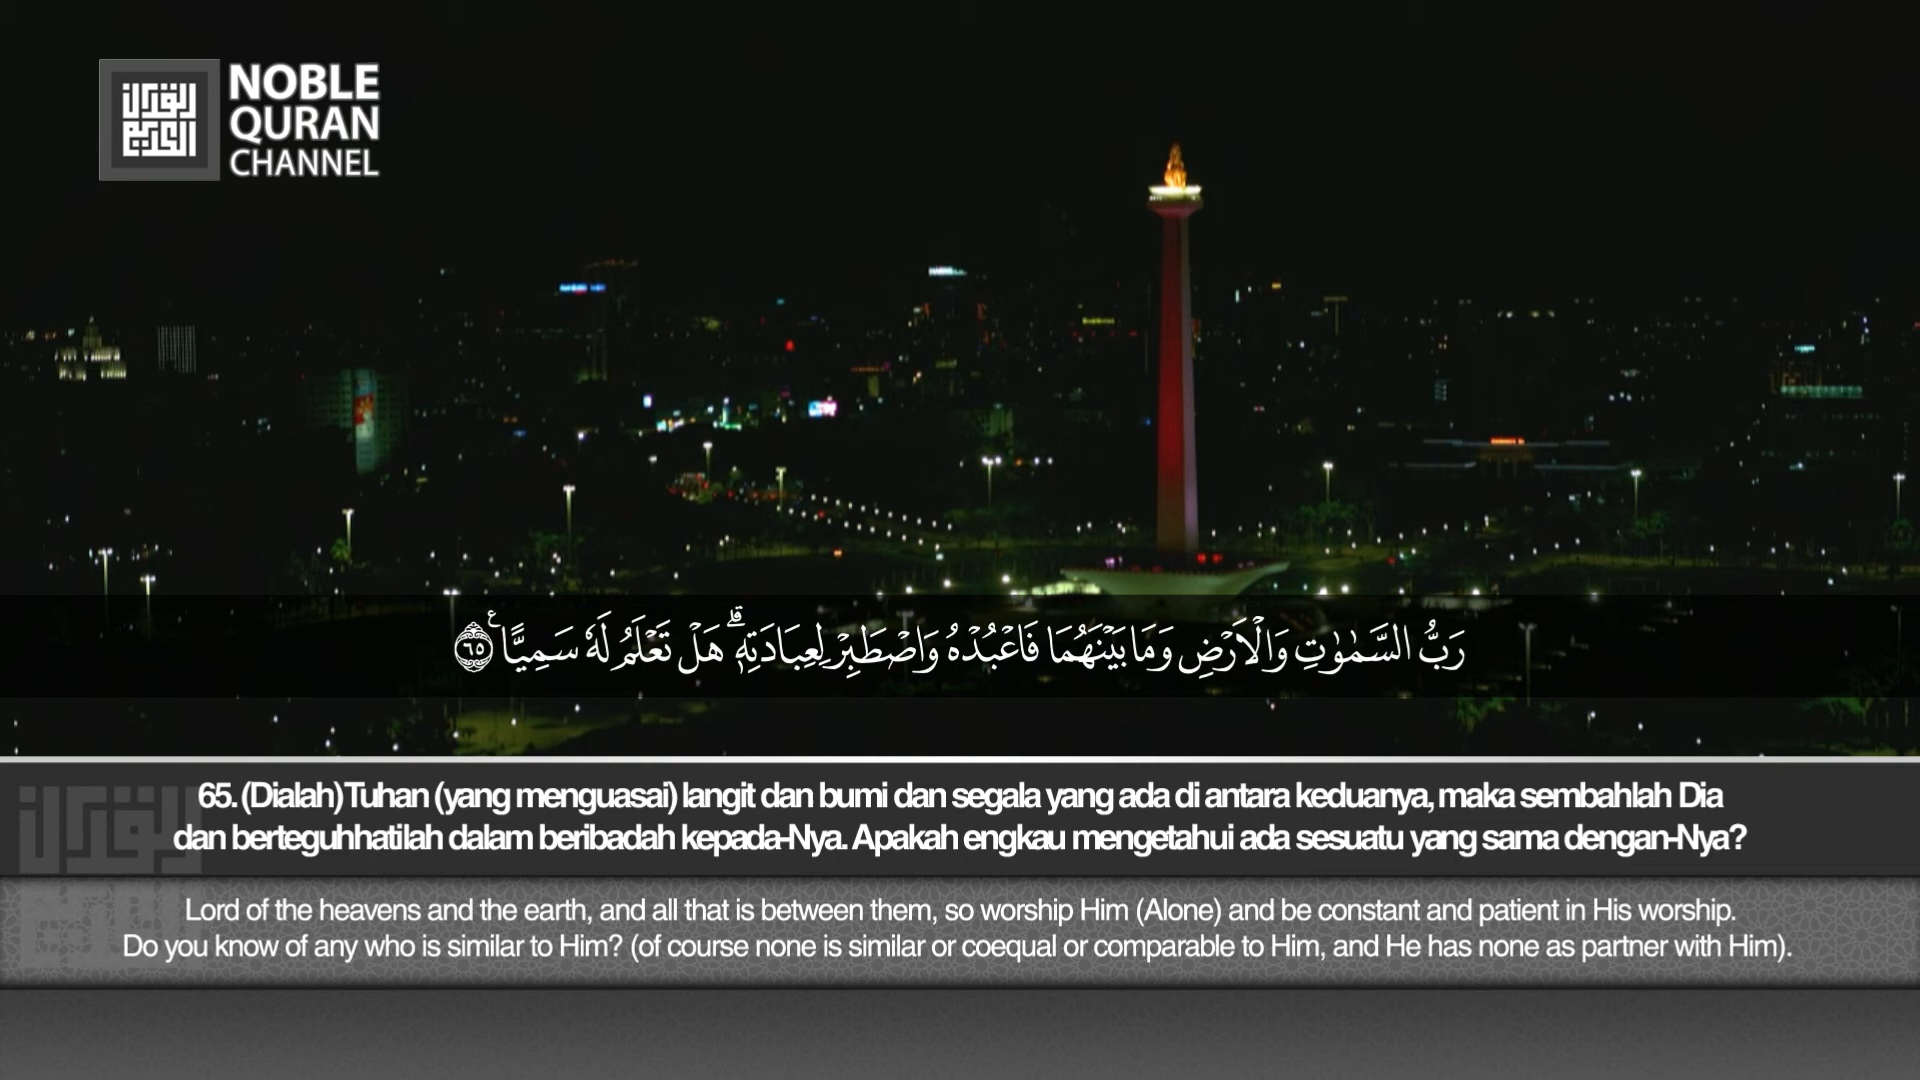 القرآن
الكريم
NOBLE
QURAN
CHANNEL
رَبُّ السَّمٰوٰتِ وَالْاَرْضِ وَمَا بَيْنَهُمَا فَاعْبُدْهُ وَاصْطَبِرْ لِعِبَادَتِهٖۗ هَلْ تَعْلَمُ لَهٗ سَمِيًّا ࣖ ٦٥
65. (Dialah) Tuhan (yang menguasai) langit dan bumi dan segala yang ada di antara keduanya, maka sembahlah Dia
dan berteguhhatilah dalam beribadah kepada-Nya. Apakah engkau mengetahui ada sesuatu yang sama dengan-Nya?
Lord of the heavens and the earth, and all that is between them, so worship Him (Alone) and be constant and patient in His worship.
Do you know of any who is similar to Him? (of course none is similar or coequal or comparable to Him, and He has none as partner with Him).